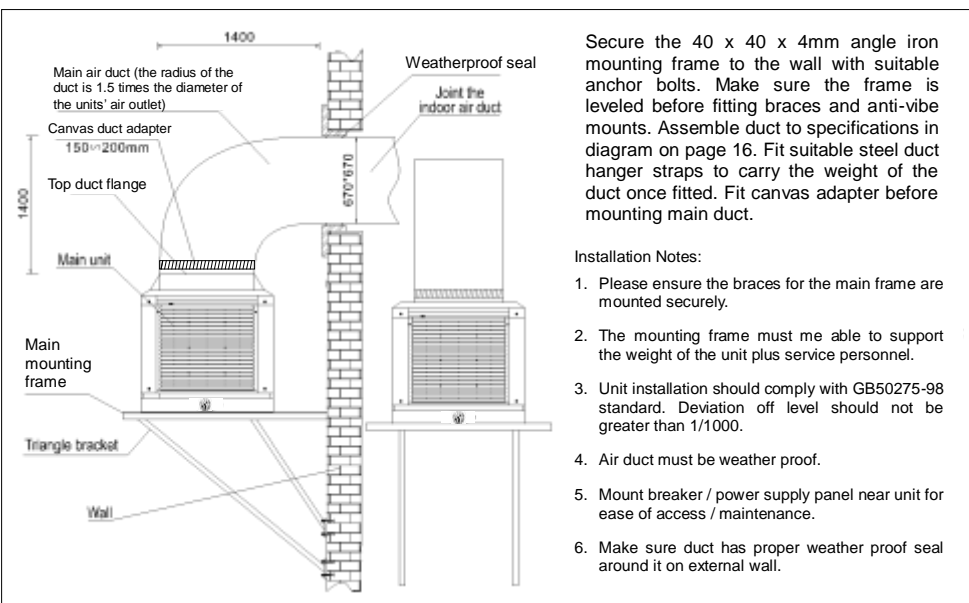 1400
Main air duct (the radius of the
duct is 1.5 times the diameter of
the units' air outlet)
Canvas duct adapter
150∽200mm
Top duct flange
1400
Main unit
Main
mounting
frame
Triangle bracket
Wall
Weatherproof seal
Joint the
indoor air duct
670*670
Secure the 40 x 40 x 4mm angle iron
mounting frame to the wall with suitable
anchor bolts. Make sure the frame is
leveled before fitting braces and anti-vibe
mounts. Assemble duct to specifications in
diagram on page 16. Fit suitable steel duct
hanger straps to carry the weight of the
duct once fitted. Fit canvas adapter before
mounting main duct.
Installation Notes:
1. Please ensure the braces for the main frame are
mounted securely.
2. The mounting frame must me able to support
the weight of the unit plus service personnel.
3. Unit installation should comply with GB50275-98
standard. Deviation off level should not be
greater than 1/1000.
4. Air duct must be weather proof.
5. Mount breaker / power supply panel near unit for
ease of access / maintenance.
6. Make sure duct has proper weather proof seal
around it on external wall.